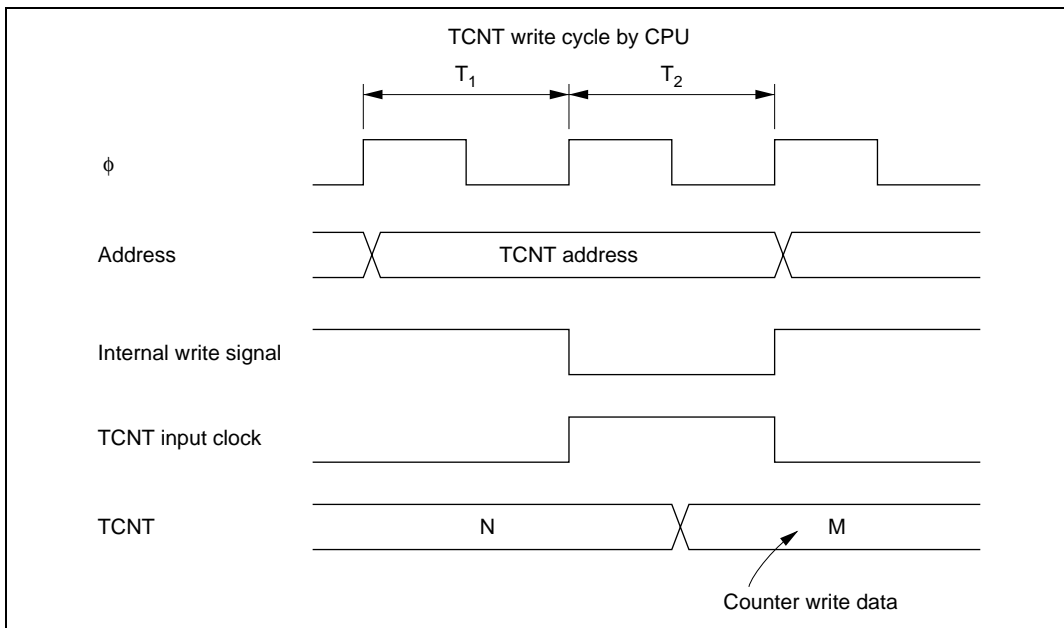 TCNT write cycle by CPU
T1 T2
ϕ
Address TCNT address
Internal write signal
TCNT input clock
TCNT N M
Counter write data